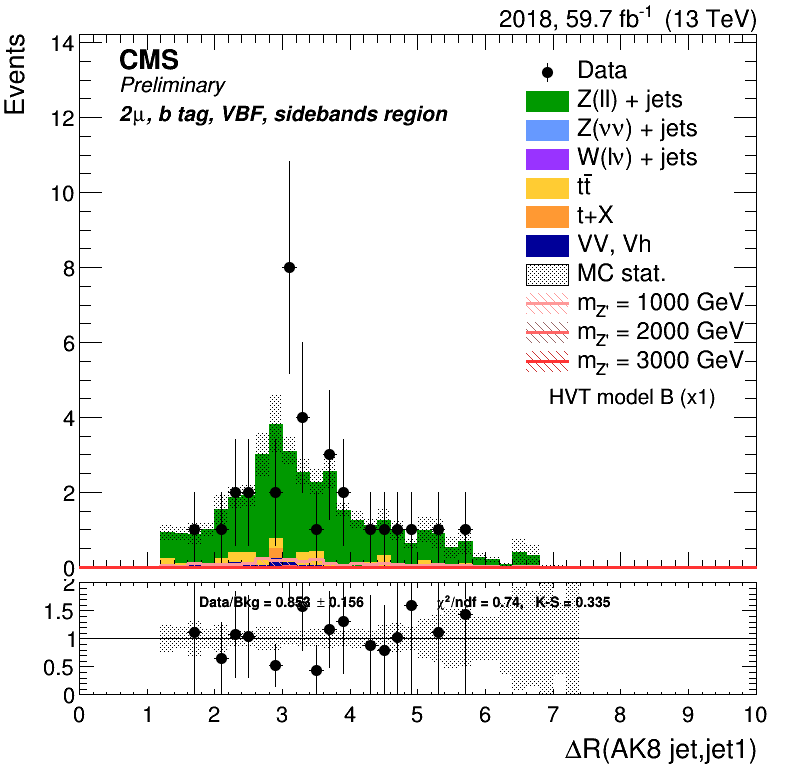 2018, 59.7 fb⁻¹ (13 TeV)
Events
CMS
Preliminary
2μ, b tag, VBF, sidebands region
Data
Z(ll) + jets
Z(νν) + jets
W(lν) + jets
tt̄
t+X
VV, Vh
MC stat.
m_Z' = 1000 GeV
m_Z' = 2000 GeV
m_Z' = 3000 GeV
HVT model B (x1)
14
12
10
8
6
4
2
0
Data/Bkg = 0.853 ± 0.156
χ²/ndf = 0.74, K-S = 0.335
2
1.5
1
0.5
0
0 1 2 3 4 5 6 7 8 9 10
ΔR(AK8 jet,jet1)